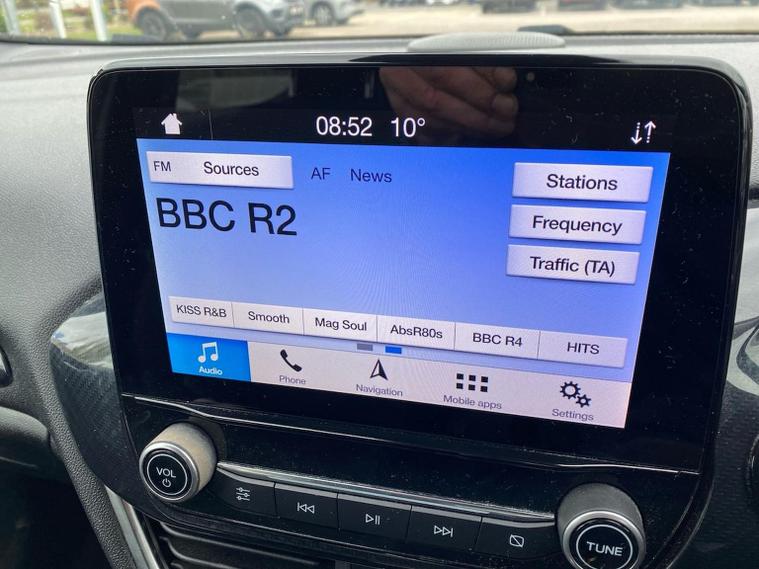 08:52 10°
FM Sources AF News Stations
BBC R2 Frequency
Traffic (TA)
KISS R&B Smooth Mag Soul AbsR80s BBC R4 HITS
Audio Phone Navigation Mobile apps Settings
VOL
TUNE